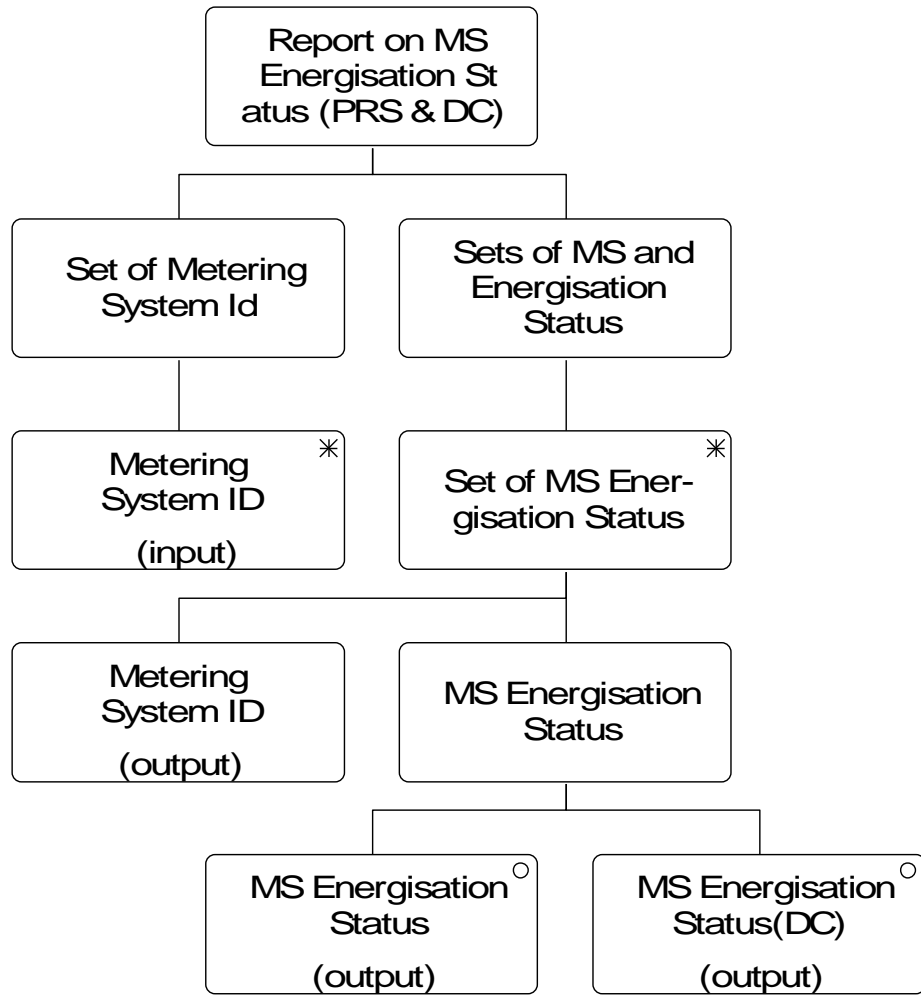 Report on MS
Energisation St
atus (PRS & DC)
Set of Metering
System Id
Sets of MS and
Energisation
Status
Metering
System ID
(input)
Set of MS Ener-
gisation Status
Metering
System ID
(output)
MS Energisation
Status
MS Energisation
Status
(output)
MS Energisation
Status(DC)
(output)